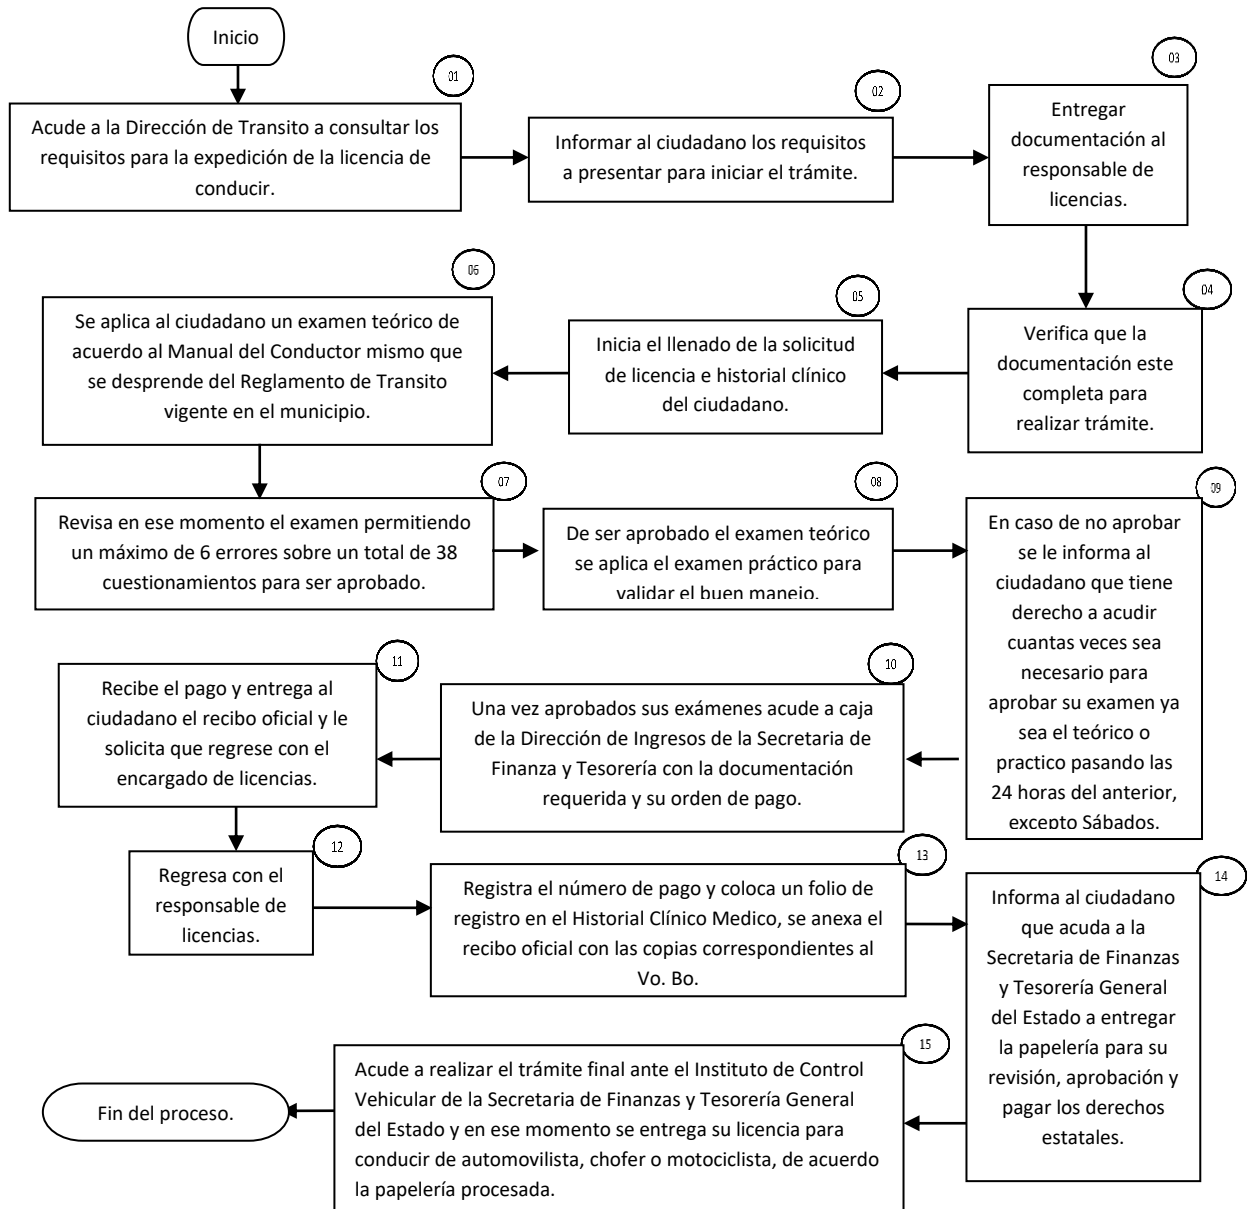 Inicio
01
Acude a la Dirección de Transito a consultar los
requisitos para la expedición de la licencia de
conducir.
02
Informar al ciudadano los requisitos
a presentar para iniciar el trámite.
03
Entregar
documentación al
responsable de
licencias.
04
Verifica que la
documentación este
completa para
realizar trámite.
05
Inicia el llenado de la solicitud
de licencia e historial clínico
del ciudadano.
06
Se aplica al ciudadano un examen teórico de
acuerdo al Manual del Conductor mismo que
se desprende del Reglamento de Transito
vigente en el municipio.
07
Revisa en ese momento el examen permitiendo
un máximo de 6 errores sobre un total de 38
cuestionamientos para ser aprobado.
08
De ser aprobado el examen teórico
se aplica el examen práctico para
validar el buen manejo.
09
En caso de no aprobar
se le informa al
ciudadano que tiene
derecho a acudir
cuantas veces sea
necesario para
aprobar su examen ya
sea el teórico o
practico pasando las
24 horas del anterior,
excepto Sábados.
10
Una vez aprobados sus exámenes acude a caja
de la Dirección de Ingresos de la Secretaria de
Finanza y Tesorería con la documentación
requerida y su orden de pago.
11
Recibe el pago y entrega al
ciudadano el recibo oficial y le
solicita que regrese con el
encargado de licencias.
12
Regresa con el
responsable de
licencias.
13
Registra el número de pago y coloca un folio de
registro en el Historial Clínico Medico, se anexa el
recibo oficial con las copias correspondientes al
Vo. Bo.
14
Informa al ciudadano
que acuda a la
Secretaria de Finanzas
y Tesorería General
del Estado a entregar
la papelería para su
revisión, aprobación y
pagar los derechos
estatales.
15
Acude a realizar el trámite final ante el Instituto de Control
Vehicular de la Secretaria de Finanzas y Tesorería General
del Estado y en ese momento se entrega su licencia para
conducir de automovilista, chofer o motociclista, de acuerdo
la papelería procesada.
Fin del proceso.